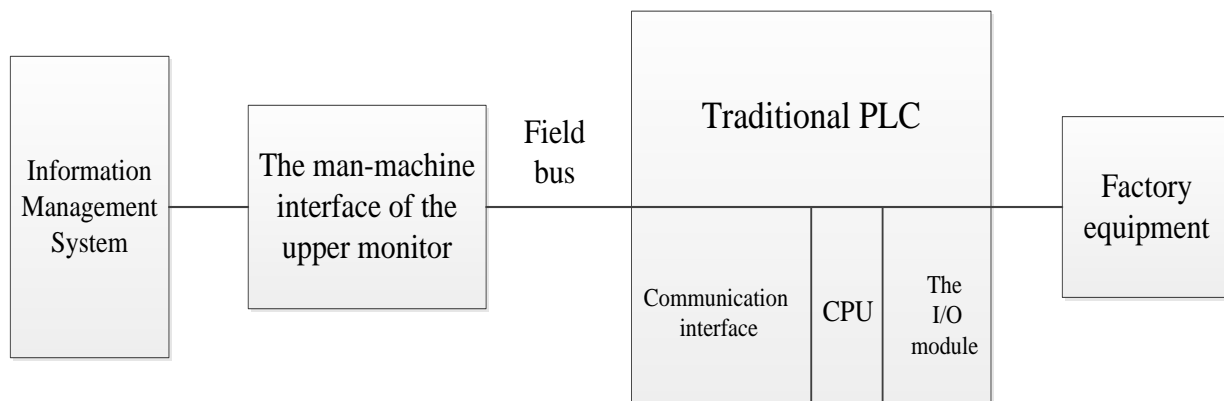 Information
Management
System
The man-machine
interface of the
upper monitor
Field
bus
Traditional PLC
Communication
interface
CPU
The
I/O
module
Factory
equipment